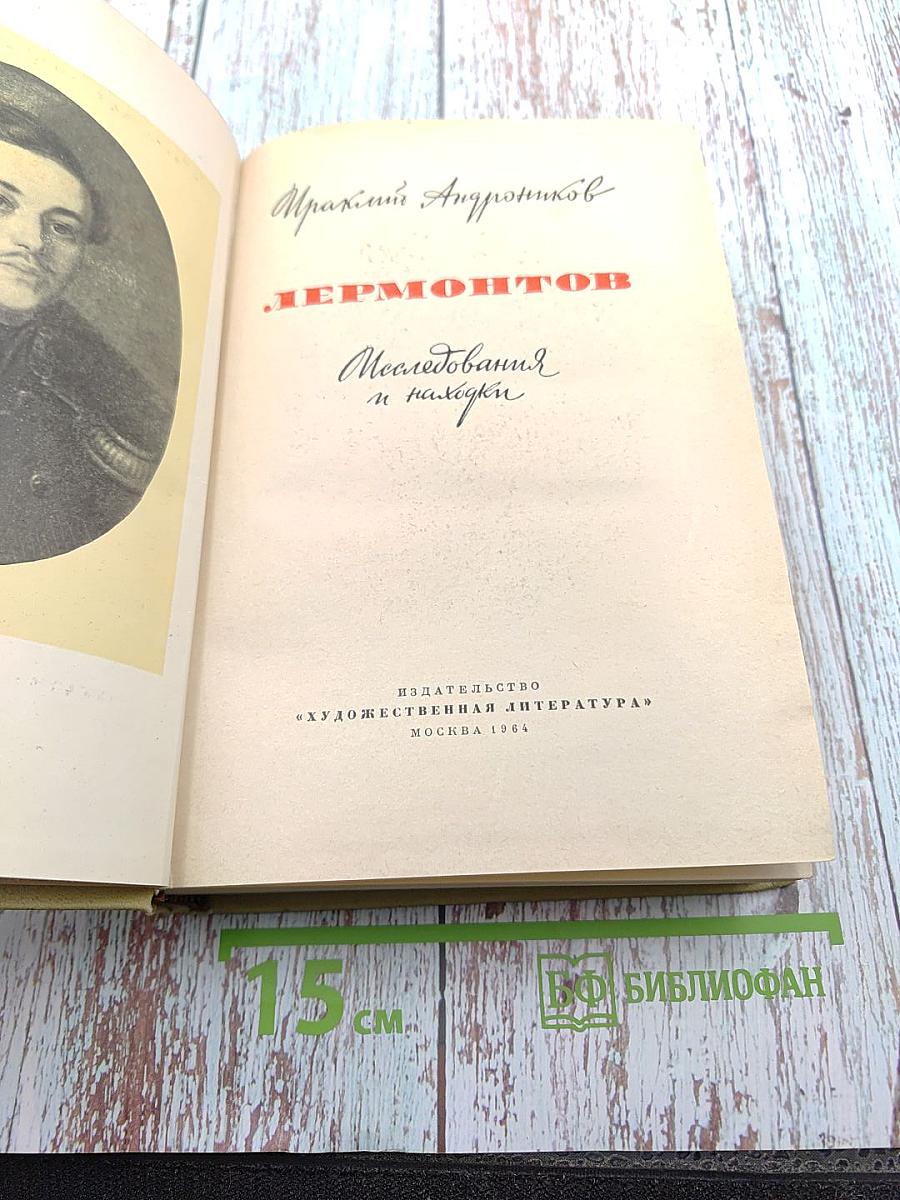 Ираклий Андроников
ЛЕРМОНТОВ
Исследования
и находки
ИЗДАТЕЛЬСТВО
«ХУДОЖЕСТВЕННАЯ ЛИТЕРАТУРА»
МОСКВА 1964
15 см
БФ БИБЛИОФАН